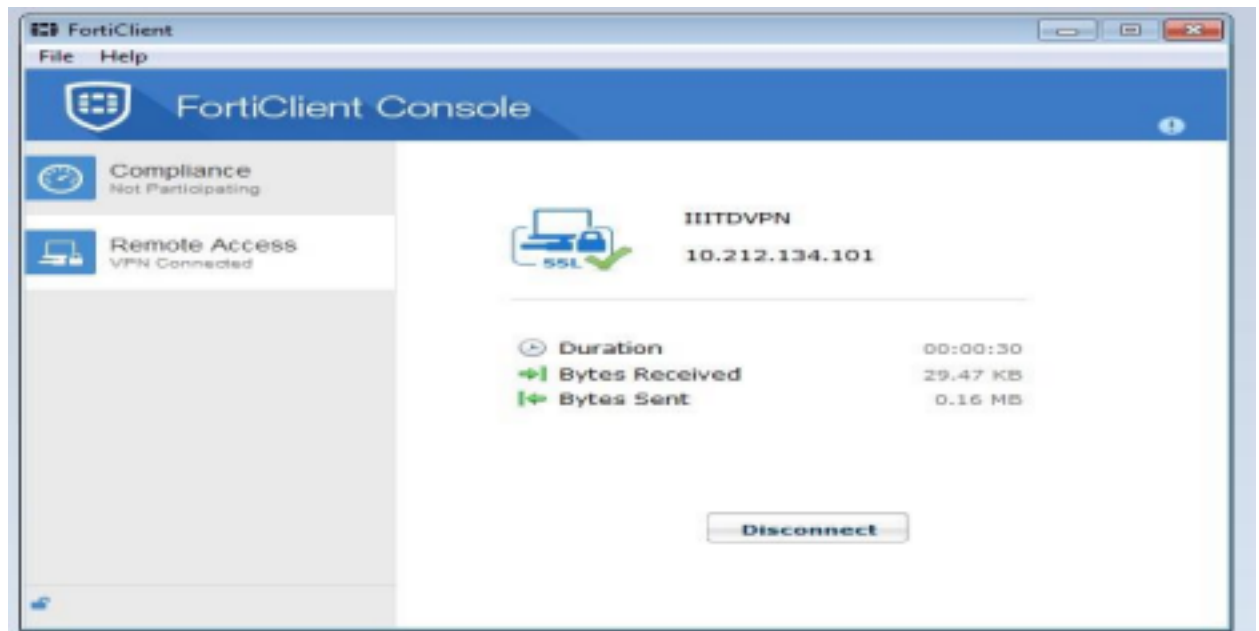 FortiClient
File Help
FortiClient Console
Compliance
Not Participating
Remote Access
VPN Connected
SSL
IIITDVPN
10.212.134.101
Duration 00:00:30
Bytes Received 29.47 KB
Bytes Sent 0.16 MB
Disconnect